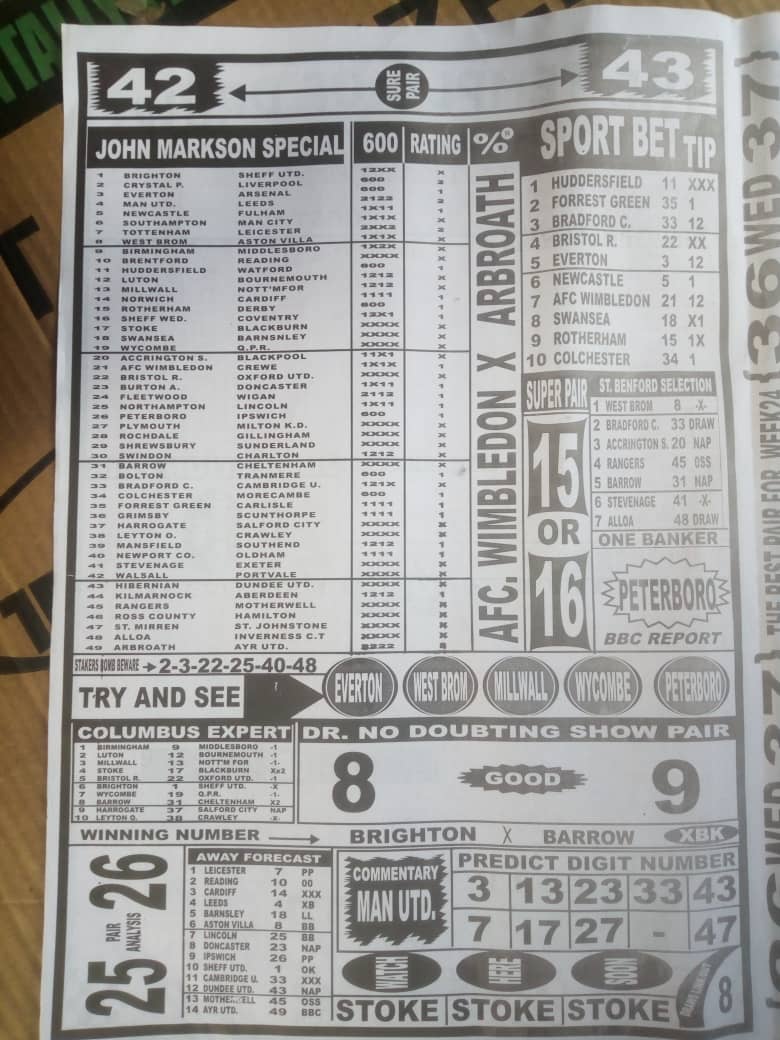 42 SURE PAIR 43
JOHN MARKSON SPECIAL 600 RATING %
1 BRIGHTON SHEFF UTD. 12XX X
2 CRYSTAL P. LIVERPOOL 600 2
3 EVERTON ARSENAL 600 1
4 MAN UTD. LEEDS 2122 2
5 NEWCASTLE FULHAM 1X11 1
6 SOUTHAMPTON MAN CITY 1X1X X
7 TOTTENHAM LEICESTER 2XX2 2
8 WEST BROM ASTON VILLA 1X1X X
9 BIRMINGHAM MIDDLESBORO 1X2X X
10 BRENTFORD READING XXXX X
11 HUDDERSFIELD WATFORD 600
12 LUTON BOURNEMOUTH 1212
13 MILLWALL NOTT'MFOR 1212
14 NORWICH CARDIFF 1111 1
15 ROTHERHAM DERBY 600
16 SHEFF WED. COVENTRY 12X1 X
17 STOKE BLACKBURN XXXX X
18 SWANSEA BARNSNLEY XXXX X
19 WYCOMBE Q.P.R. XXXX X
20 ACCRINGTON S. BLACKPOOL 11X1
21 AFC WIMBLEDON CREWE 1X1X
22 BRISTOL R. OXFORD UTD. XXXX X
23 BURTON A. DONCASTER 1X11
24 FLEETWOOD WIGAN 2112
25 NORTHAMPTON LINCOLN 1X11
26 PETERBORO IPSWICH 600 1
27 PLYMOUTH MILTON K.D. XXXX X
28 ROCHDALE GILLINGHAM XXXX X
29 SHREWSBURY SUNDERLAND XXXX X
30 SWINDON CHARLTON 1212
31 BARROW CHELTENHAM XXXX X
32 BOLTON TRANMERE 600 1
33 BRADFORD C. CAMBRIDGE U. 121X X
34 COLCHESTER MORECAMBE 600 1
35 FORREST GREEN CARLISLE 1111 1
36 GRIMSBY SCUNTHORPE 1111 1
37 HARROGATE SALFORD CITY XXXX X
38 LEYTON O. CRAWLEY XXXX X
39 MANSFIELD SOUTHEND 1212 1
40 NEWPORT CO. OLDHAM 1111 1
41 STEVENAGE EXETER XXXX X
42 WALSALL PORTVALE XXXX X
43 HIBERNIAN DUNDEE UTD. XXXX X
44 KILMARNOCK ABERDEEN 1212 1
45 RANGERS MOTHERWELL XXXX X
46 ROSS COUNTY HAMILTON XXXX X
47 ST. MIRREN ST. JOHNSTONE XXXX X
48 ALLOA INVERNESS C.T XXXX X
49 ARBROATH AYR UTD.
AFC. WIMBLEDON X ARBROATH
SPORT BET TIP
1 HUDDERSFIELD 11 XXX
2 FORREST GREEN 35 1
3 BRADFORD C. 33 12
4 BRISTOL R. 22 XX
5 EVERTON 3 12
6 NEWCASTLE 5 1
7 AFC WIMBLEDON 21 12
8 SWANSEA 18 X1
9 ROTHERHAM 15 1X
10 COLCHESTER 34 1
SUPER PAIR
15
OR
16
ST. BENFORD SELECTION
1 WEST BROM 8 -X-
2 BRADFORD C. 33 DRAW
3 ACCRINGTON S. 20 NAP
4 RANGERS 45 OSS
5 BARROW 31 NAP
6 STEVENAGE 41 -X-
7 ALLOA 48 DRAW
ONE BANKER
PETERBORO
BBC REPORT
STAKERS BOMB BEWARE 2-3-22-25-40-48
TRY AND SEE EVERTON WEST BROM MILLWALL WYCOMBE PETERBORO
COLUMBUS EXPERT
1 BIRMINGHAM 9 MIDDLESBORO -1
2 LUTON 12 BOURNEMOUTH -1
3 MILLWALL 13 NOTT'M FOR -1-
4 STOKE 17 BLACKBURN Xx2
5 BRISTOL R. 22 OXFORD UTD. -1
6 BRIGHTON 1 SHEFF UTD. -X
7 WYCOMBE 19 Q.P.R. -1-
8 BARROW 31 CHELTENHAM X2
9 HARROGATE 37 SALFORD CITY NAP
10 LEYTON O. 38 CRAWLEY -X-
DR. NO DOUBTING SHOW PAIR
8 GOOD 9
WINNING NUMBER BRIGHTON X BARROW XBK
25 PAIR ANALYSIS 26
AWAY FORECAST
1 LEICESTER 7 PP
2 READING 10 00
3 CARDIFF 14 XXX
4 LEEDS 4 XB
5 BARNSLEY 18 LL
6 ASTON VILLA 8 BB
7 LINCOLN 25 BB
8 DONCASTER 23 NAP
9 IPSWICH 26 PP
10 SHEFF UTD. 1 OK
11 CAMBRIDGE U. 33 XXX
12 DUNDEE UTD. 43 NAP
13 MOTHERWELL 45 OSS
14 AYR UTD. 49 BBC
COMMENTARY
MAN UTD.
PREDICT DIGIT NUMBER
3 13 23 33 43
7 17 27 - 47
WATCH HERE SOON
STOKE STOKE STOKE
8
THE BEST PAIR FOR WEEK24 {36WED 37}